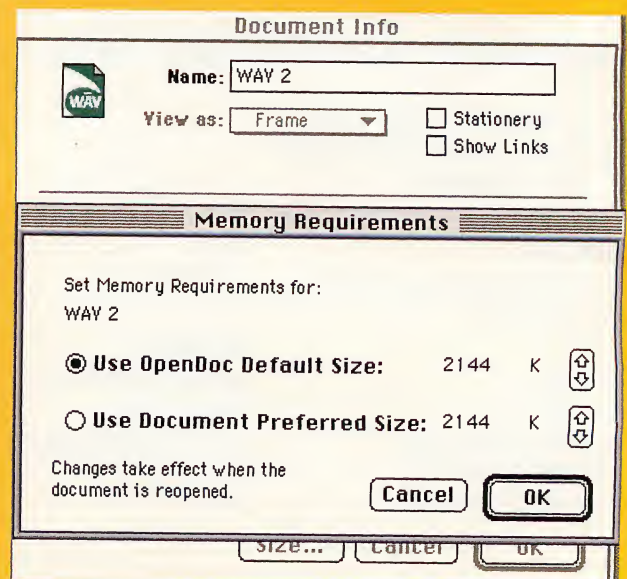 Document Info
WAV
Name: WAV 2
View as: Frame
Stationery
Show Links
Memory Requirements
Set Memory Requirements for:
WAV 2
Use OpenDoc Default Size: 2144 K
Use Document Preferred Size: 2144 K
Changes take effect when the
document is reopened.
Cancel OK
Size... Cancel OK